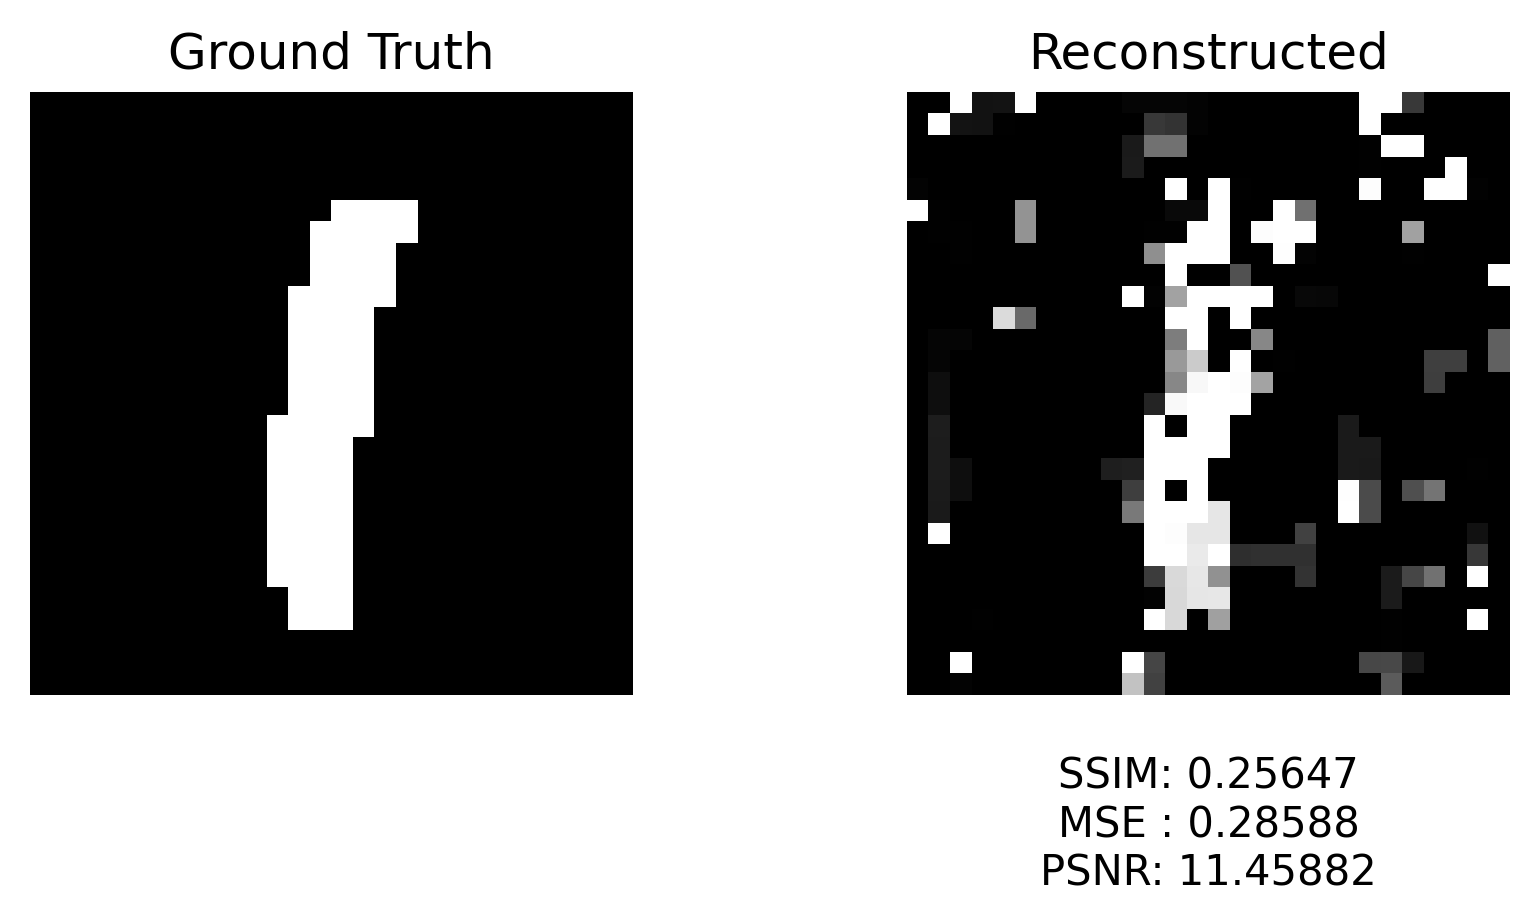 Ground Truth
Reconstructed
SSIM: 0.25647
MSE : 0.28588
PSNR: 11.45882